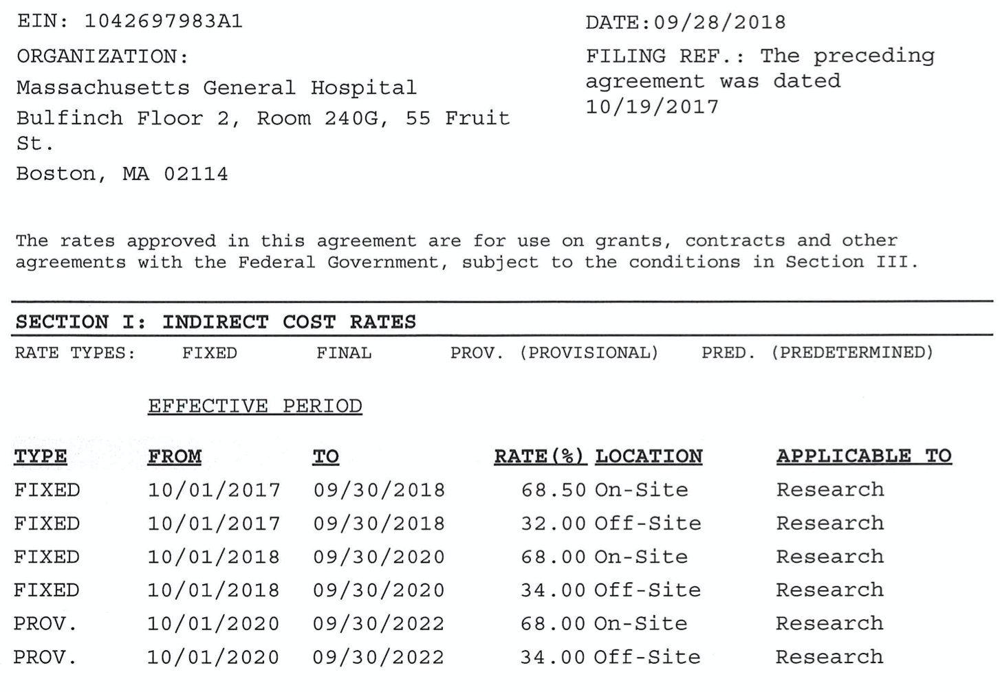 EIN: 1042697983A1
DATE:09/28/2018
ORGANIZATION:
FILING REF.: The preceding
agreement was dated
10/19/2017
Massachusetts General Hospital
Bulfinch Floor 2, Room 240G, 55 Fruit
St.
Boston, MA 02114
The rates approved in this agreement are for use on grants, contracts and other
agreements with the Federal Government, subject to the conditions in Section III.
SECTION I: INDIRECT COST RATES
RATE TYPES: FIXED FINAL PROV. (PROVISIONAL) PRED. (PREDETERMINED)
EFFECTIVE PERIOD
TYPE FROM TO RATE(%) LOCATION APPLICABLE TO
FIXED 10/01/2017 09/30/2018 68.50 On-Site Research
FIXED 10/01/2017 09/30/2018 32.00 Off-Site Research
FIXED 10/01/2018 09/30/2020 68.00 On-Site Research
FIXED 10/01/2018 09/30/2020 34.00 Off-Site Research
PROV. 10/01/2020 09/30/2022 68.00 On-Site Research
PROV. 10/01/2020 09/30/2022 34.00 Off-Site Research